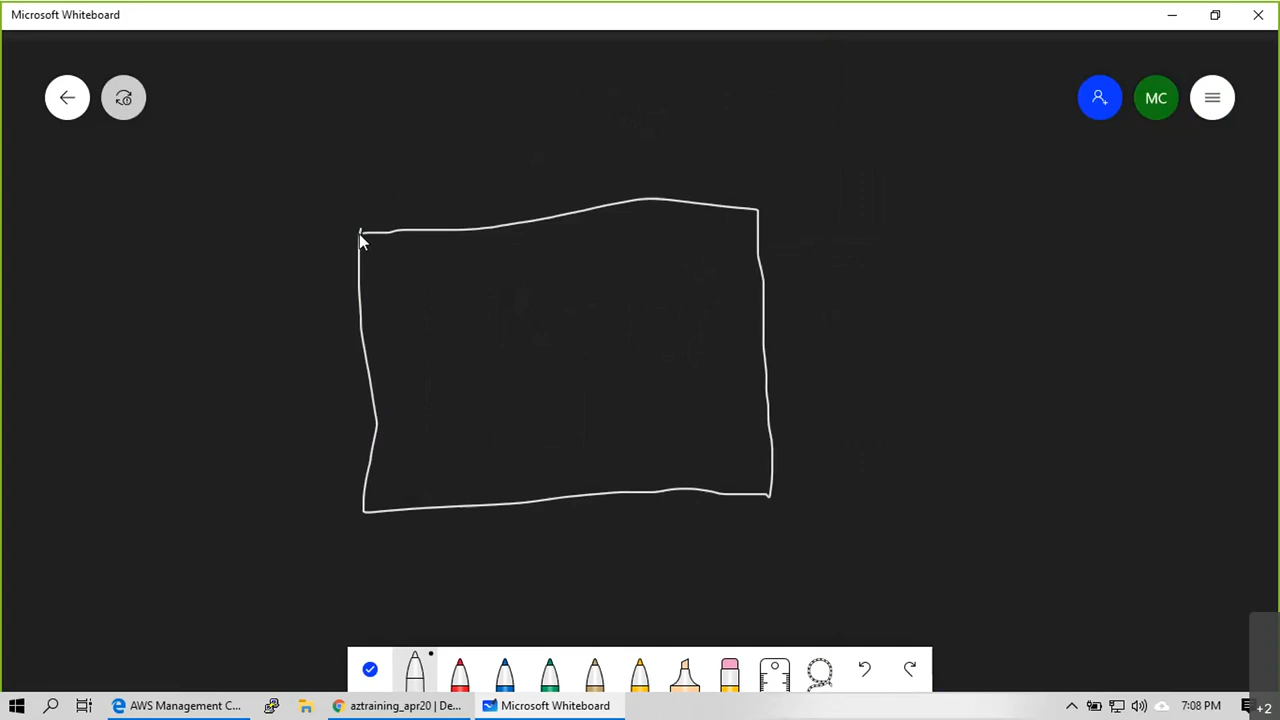 Microsoft Whiteboard
MC
AWS Management C...
aztraining_apr20 | De...
Microsoft Whiteboard
7:08 PM
+2